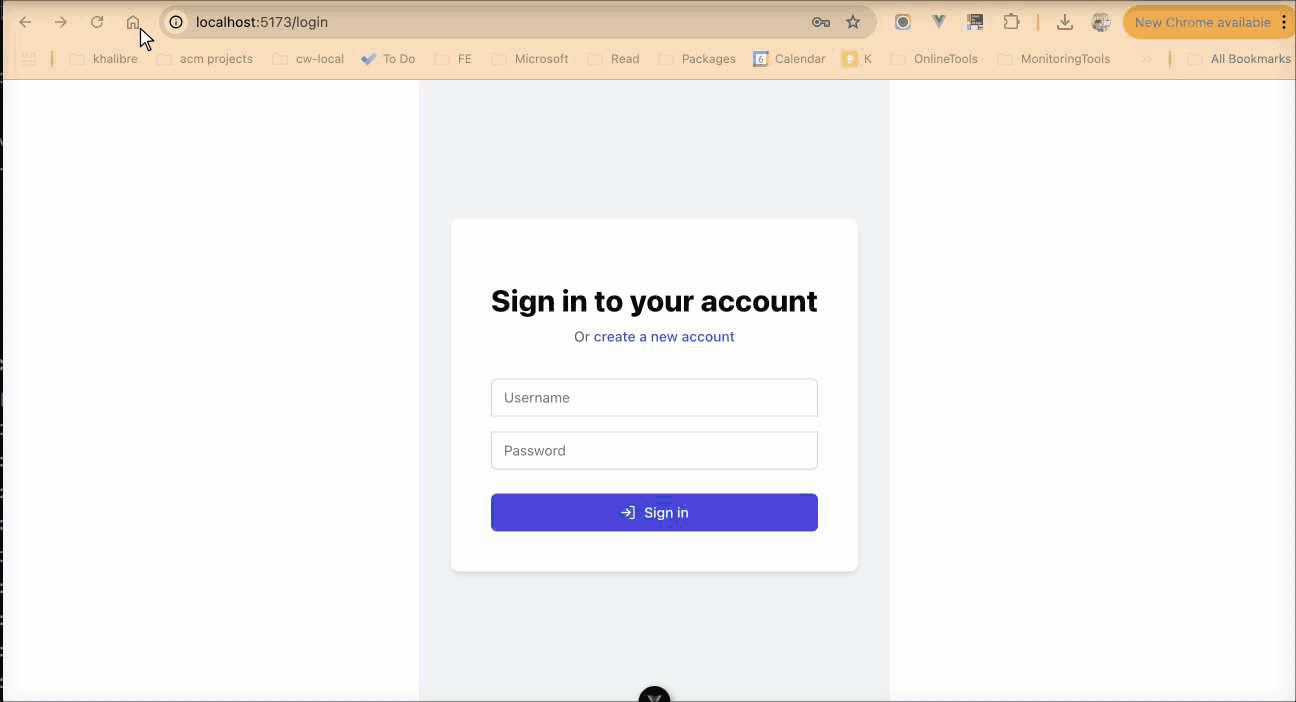 localhost:5173/login
New Chrome available
khalibre acm projects cw-local To Do FE Microsoft Read Packages 6 Calendar K OnlineTools MonitoringTools » All Bookmarks
Sign in to your account
Or create a new account
Username
Password
Sign in